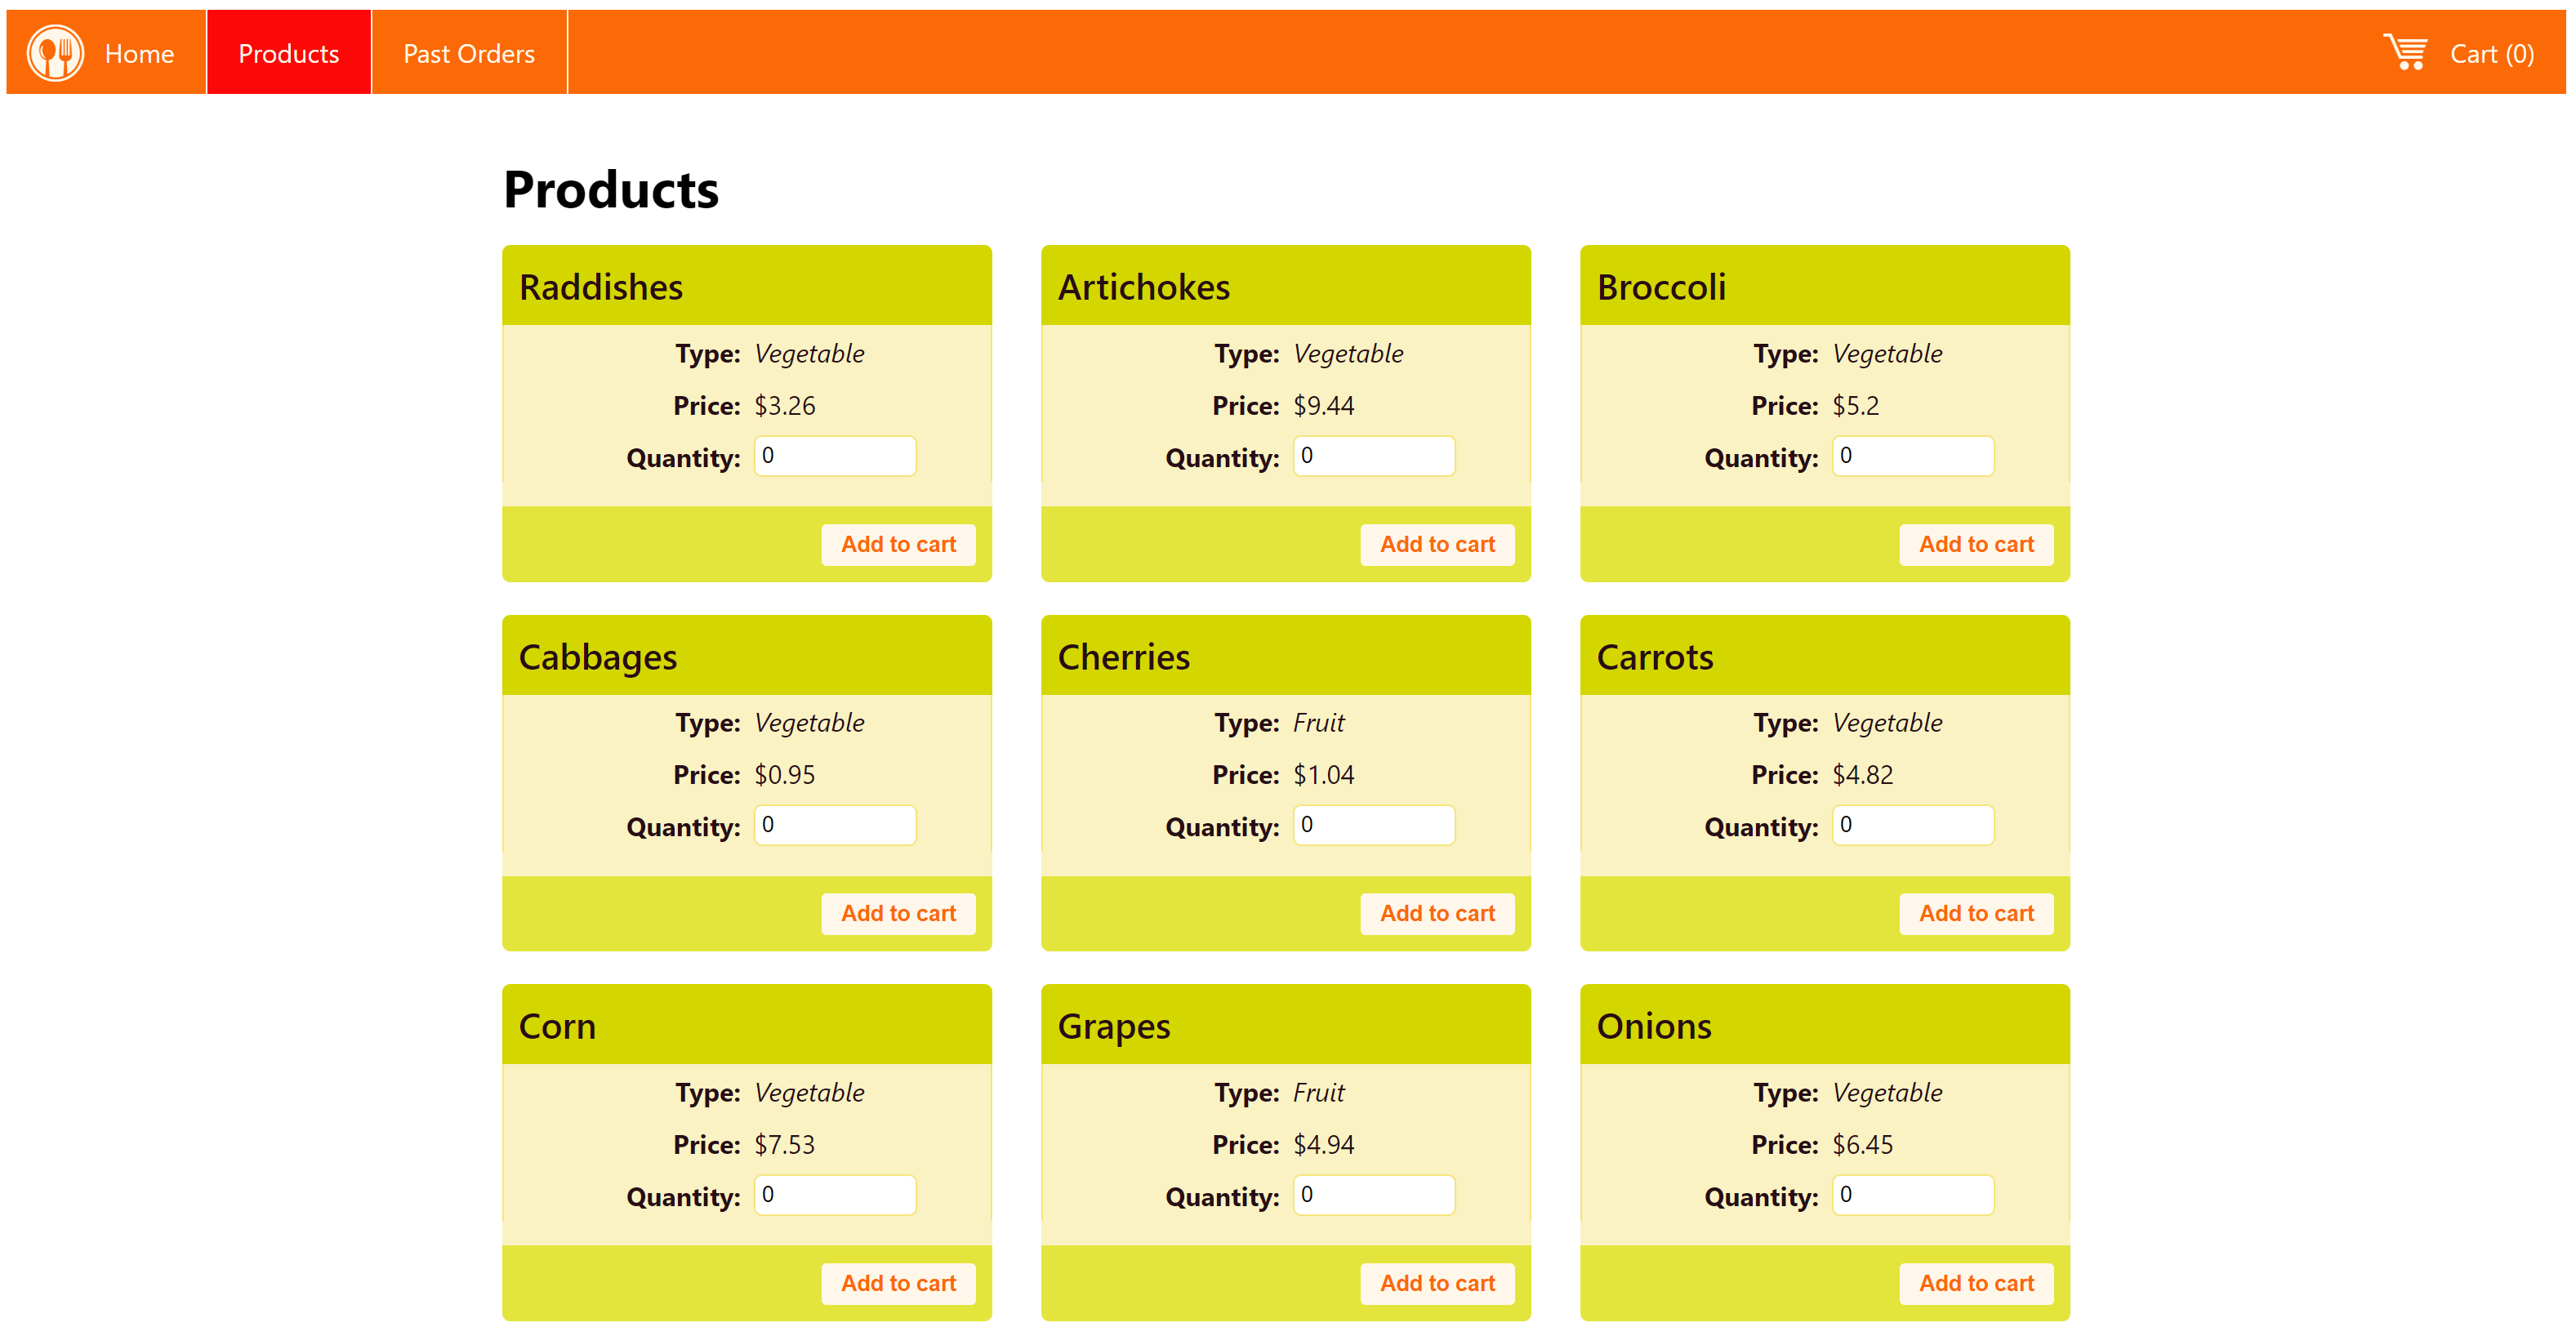 Home Products Past Orders Cart (0)
Products
Raddishes
Type: Vegetable
Price: $3.26
Quantity: 0
Add to cart
Artichokes
Type: Vegetable
Price: $9.44
Quantity: 0
Add to cart
Broccoli
Type: Vegetable
Price: $5.2
Quantity: 0
Add to cart
Cabbages
Type: Vegetable
Price: $0.95
Quantity: 0
Add to cart
Cherries
Type: Fruit
Price: $1.04
Quantity: 0
Add to cart
Carrots
Type: Vegetable
Price: $4.82
Quantity: 0
Add to cart
Corn
Type: Vegetable
Price: $7.53
Quantity: 0
Add to cart
Grapes
Type: Fruit
Price: $4.94
Quantity: 0
Add to cart
Onions
Type: Vegetable
Price: $6.45
Quantity: 0
Add to cart